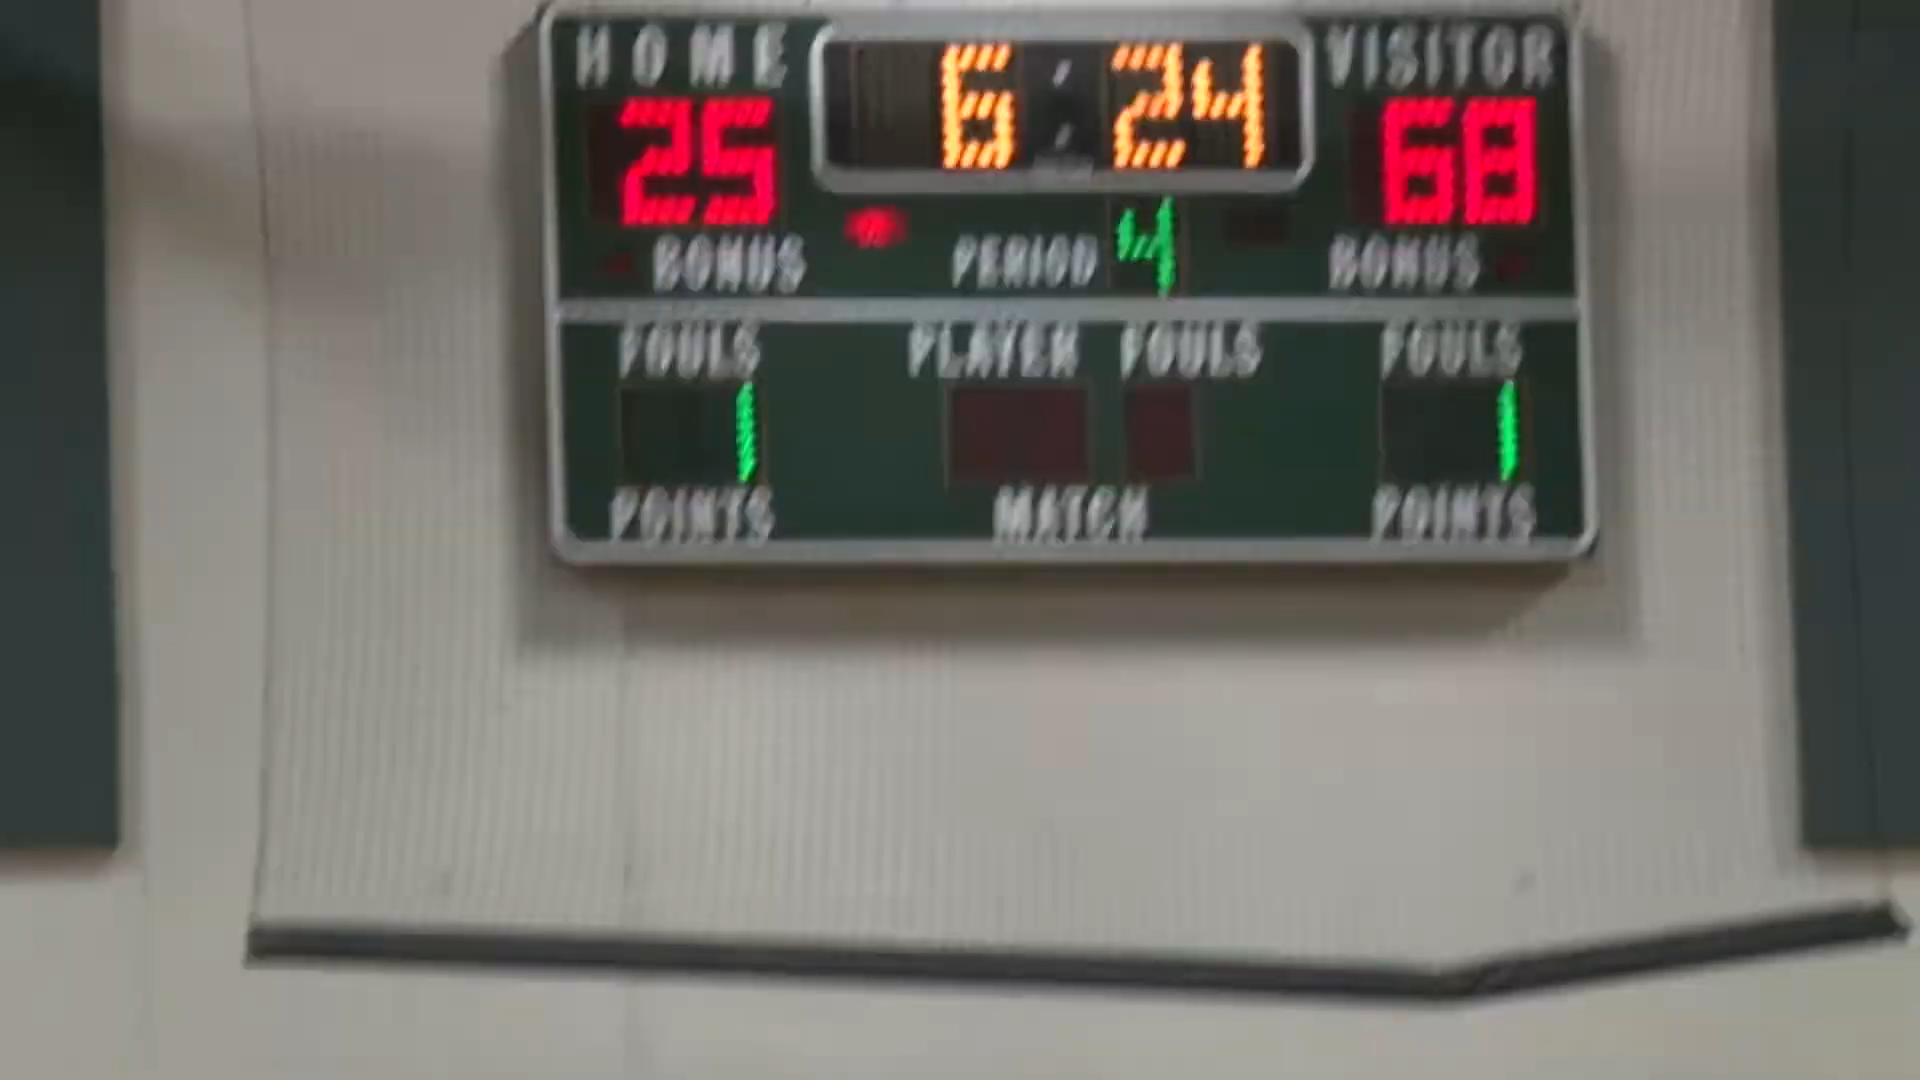 HOME 6:24 VISITOR
25 68
BONUS PERIOD 4 BONUS
FOULS PLAYER FOULS FOULS
1 1
POINTS MATCH POINTS